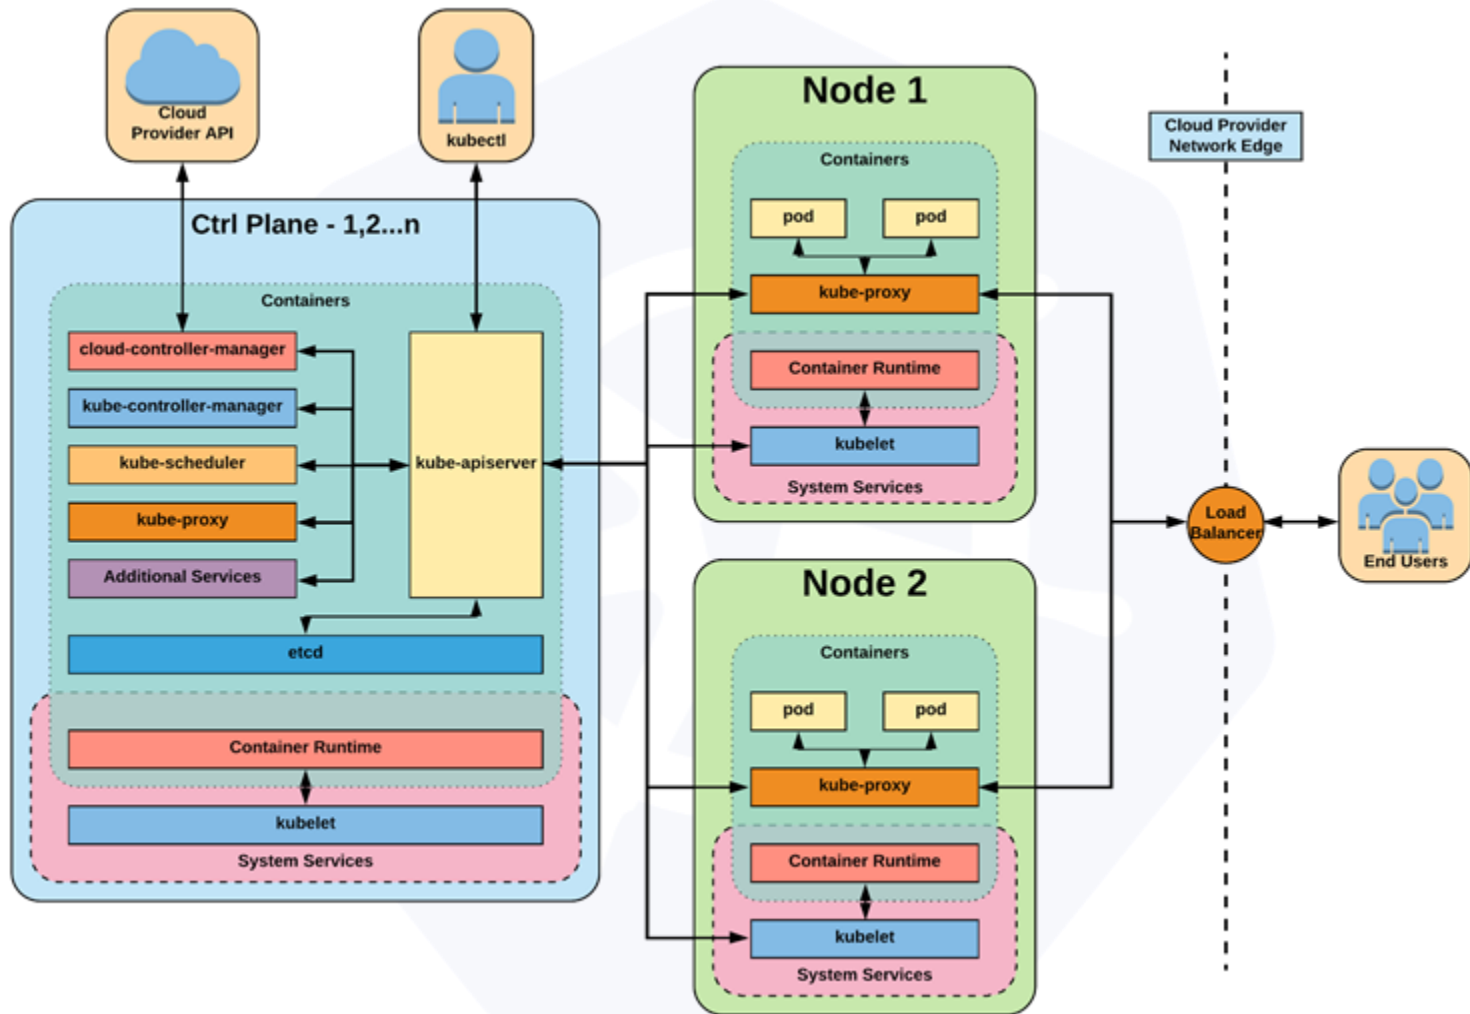 Cloud
Provider API
kubectl
Ctrl Plane - 1,2...n
Containers
cloud-controller-manager
kube-controller-manager
kube-scheduler
kube-proxy
Additional Services
kube-apiserver
etcd
Container Runtime
kubelet
System Services
Node 1
Containers
pod
pod
kube-proxy
Container Runtime
kubelet
System Services
Node 2
Containers
pod
pod
kube-proxy
Container Runtime
kubelet
System Services
Cloud Provider
Network Edge
Load
Balancer
End Users